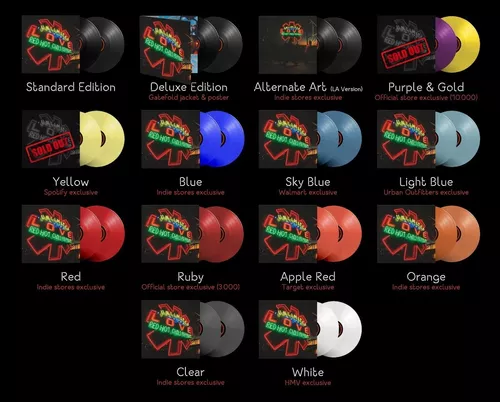 Standard Edition
Deluxe Edition
Gatefold jacket & poster
Alternate Art (LA Version)
Indie stores exclusive
SOLD OUT
Purple & Gold
Official store exclusive (10'000)
SOLD OUT
Yellow
Spotify exclusive
Blue
Indie stores exclusive
Sky Blue
Walmart exclusive
Light Blue
Urban Outfitters exclusive
Red
Indie stores exclusive
Ruby
Official store exclusive (3'000)
Apple Red
Target exclusive
Orange
Indie stores exclusive
Clear
Indie stores exclusive
White
HMV exclusive